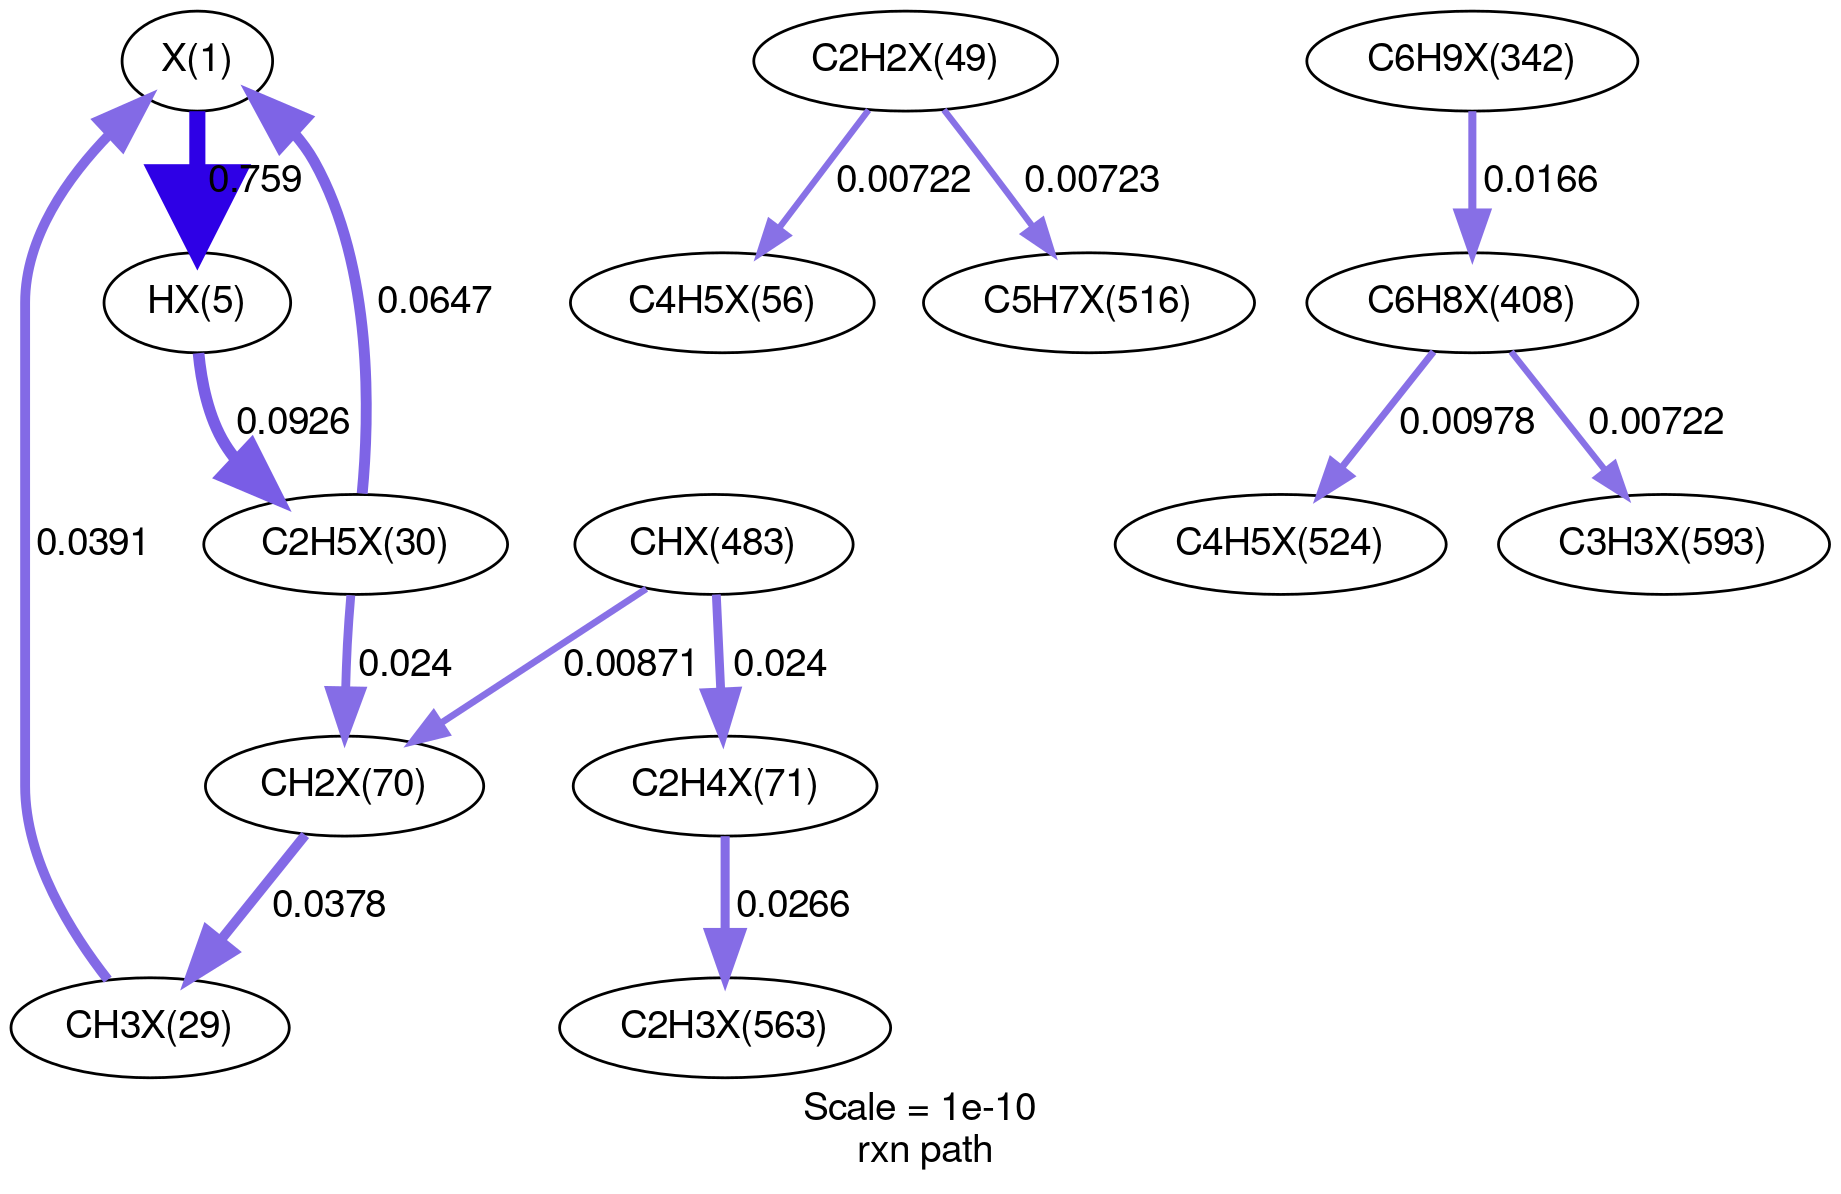 X(1)
C2H2X(49)
C6H9X(342)
0.759
0.00722
0.00723
0.0166
HX(5)
0.0647
C4H5X(56)
C5H7X(516)
C6H8X(408)
0.0926
0.00978
0.00722
0.0391
C2H5X(30)
CHX(483)
C4H5X(524)
C3H3X(593)
0.024
0.00871
0.024
CH2X(70)
C2H4X(71)
0.0378
0.0266
CH3X(29)
C2H3X(563)
Scale = 1e-10
rxn path